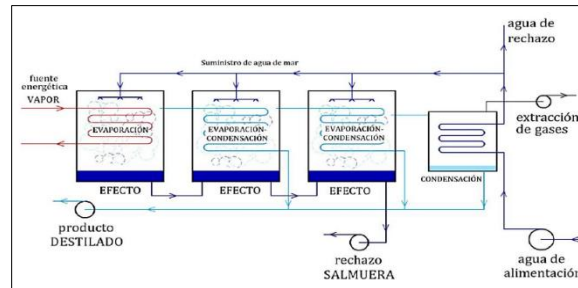 agua de
rechazo
Suministro de agua de mar
fuente
energética
VAPOR
EVAPORACIÓN
EVAPORACIÓN-
CONDENSACIÓN
EVAPORACIÓN-
CONDENSACIÓN
extracción
de gases
EFECTO
EFECTO
EFECTO
CONDENSACIÓN
producto
DESTILADO
rechazo
SALMUERA
agua de
alimentación